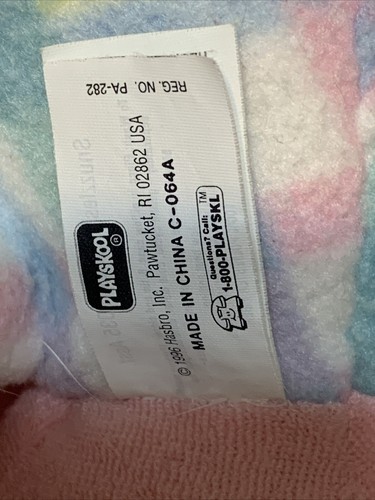 REG. NO. PA-282
PLAYSKOOL ®
© 1996 Hasbro, Inc. Pawtucket, RI 02862 USA
MADE IN CHINA C-064A
Questions? Call: TM
1-800-PLAYSKL